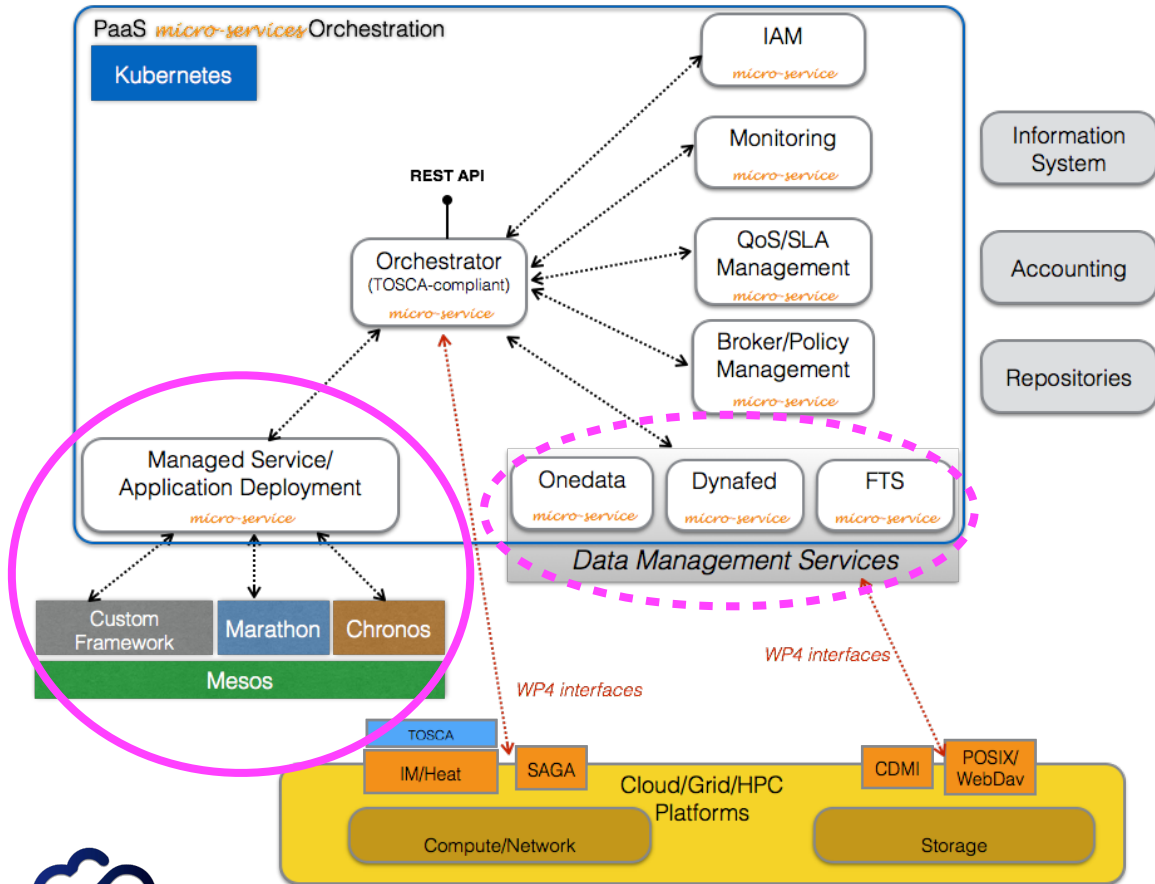 PaaS micro-services Orchestration
Kubernetes
IAM
micro-service
Monitoring
micro-service
Information
System
REST API
QoS/SLA
Management
micro-service
Orchestrator
(TOSCA-compliant)
micro-service
Accounting
Broker/Policy
Management
micro-service
Repositories
Managed Service/
Application Deployment
micro-service
Onedata
micro-service
Dynafed
micro-service
FTS
micro-service
Data Management Services
Custom
Framework
Marathon
Chronos
Mesos
WP4 interfaces
WP4 interfaces
TOSCA
IM/Heat
SAGA
CDMI
POSIX/
WebDav
Cloud/Grid/HPC
Platforms
Compute/Network
Storage